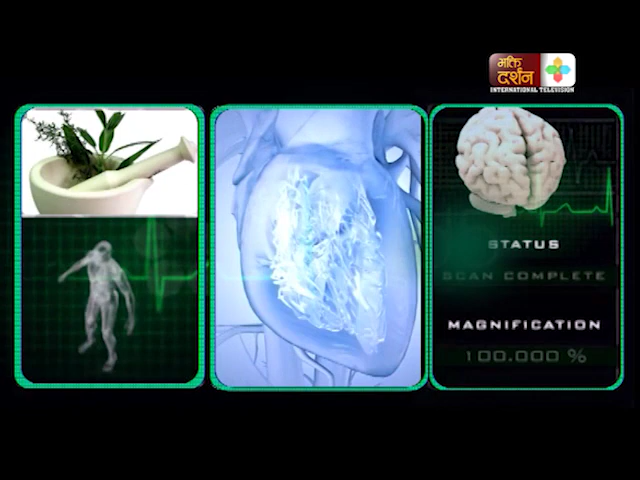 भक्ति
दर्शन
INTERNATIONAL TELEVISION
STATUS
SCAN COMPLETE
MAGNIFICATION
100.000 %